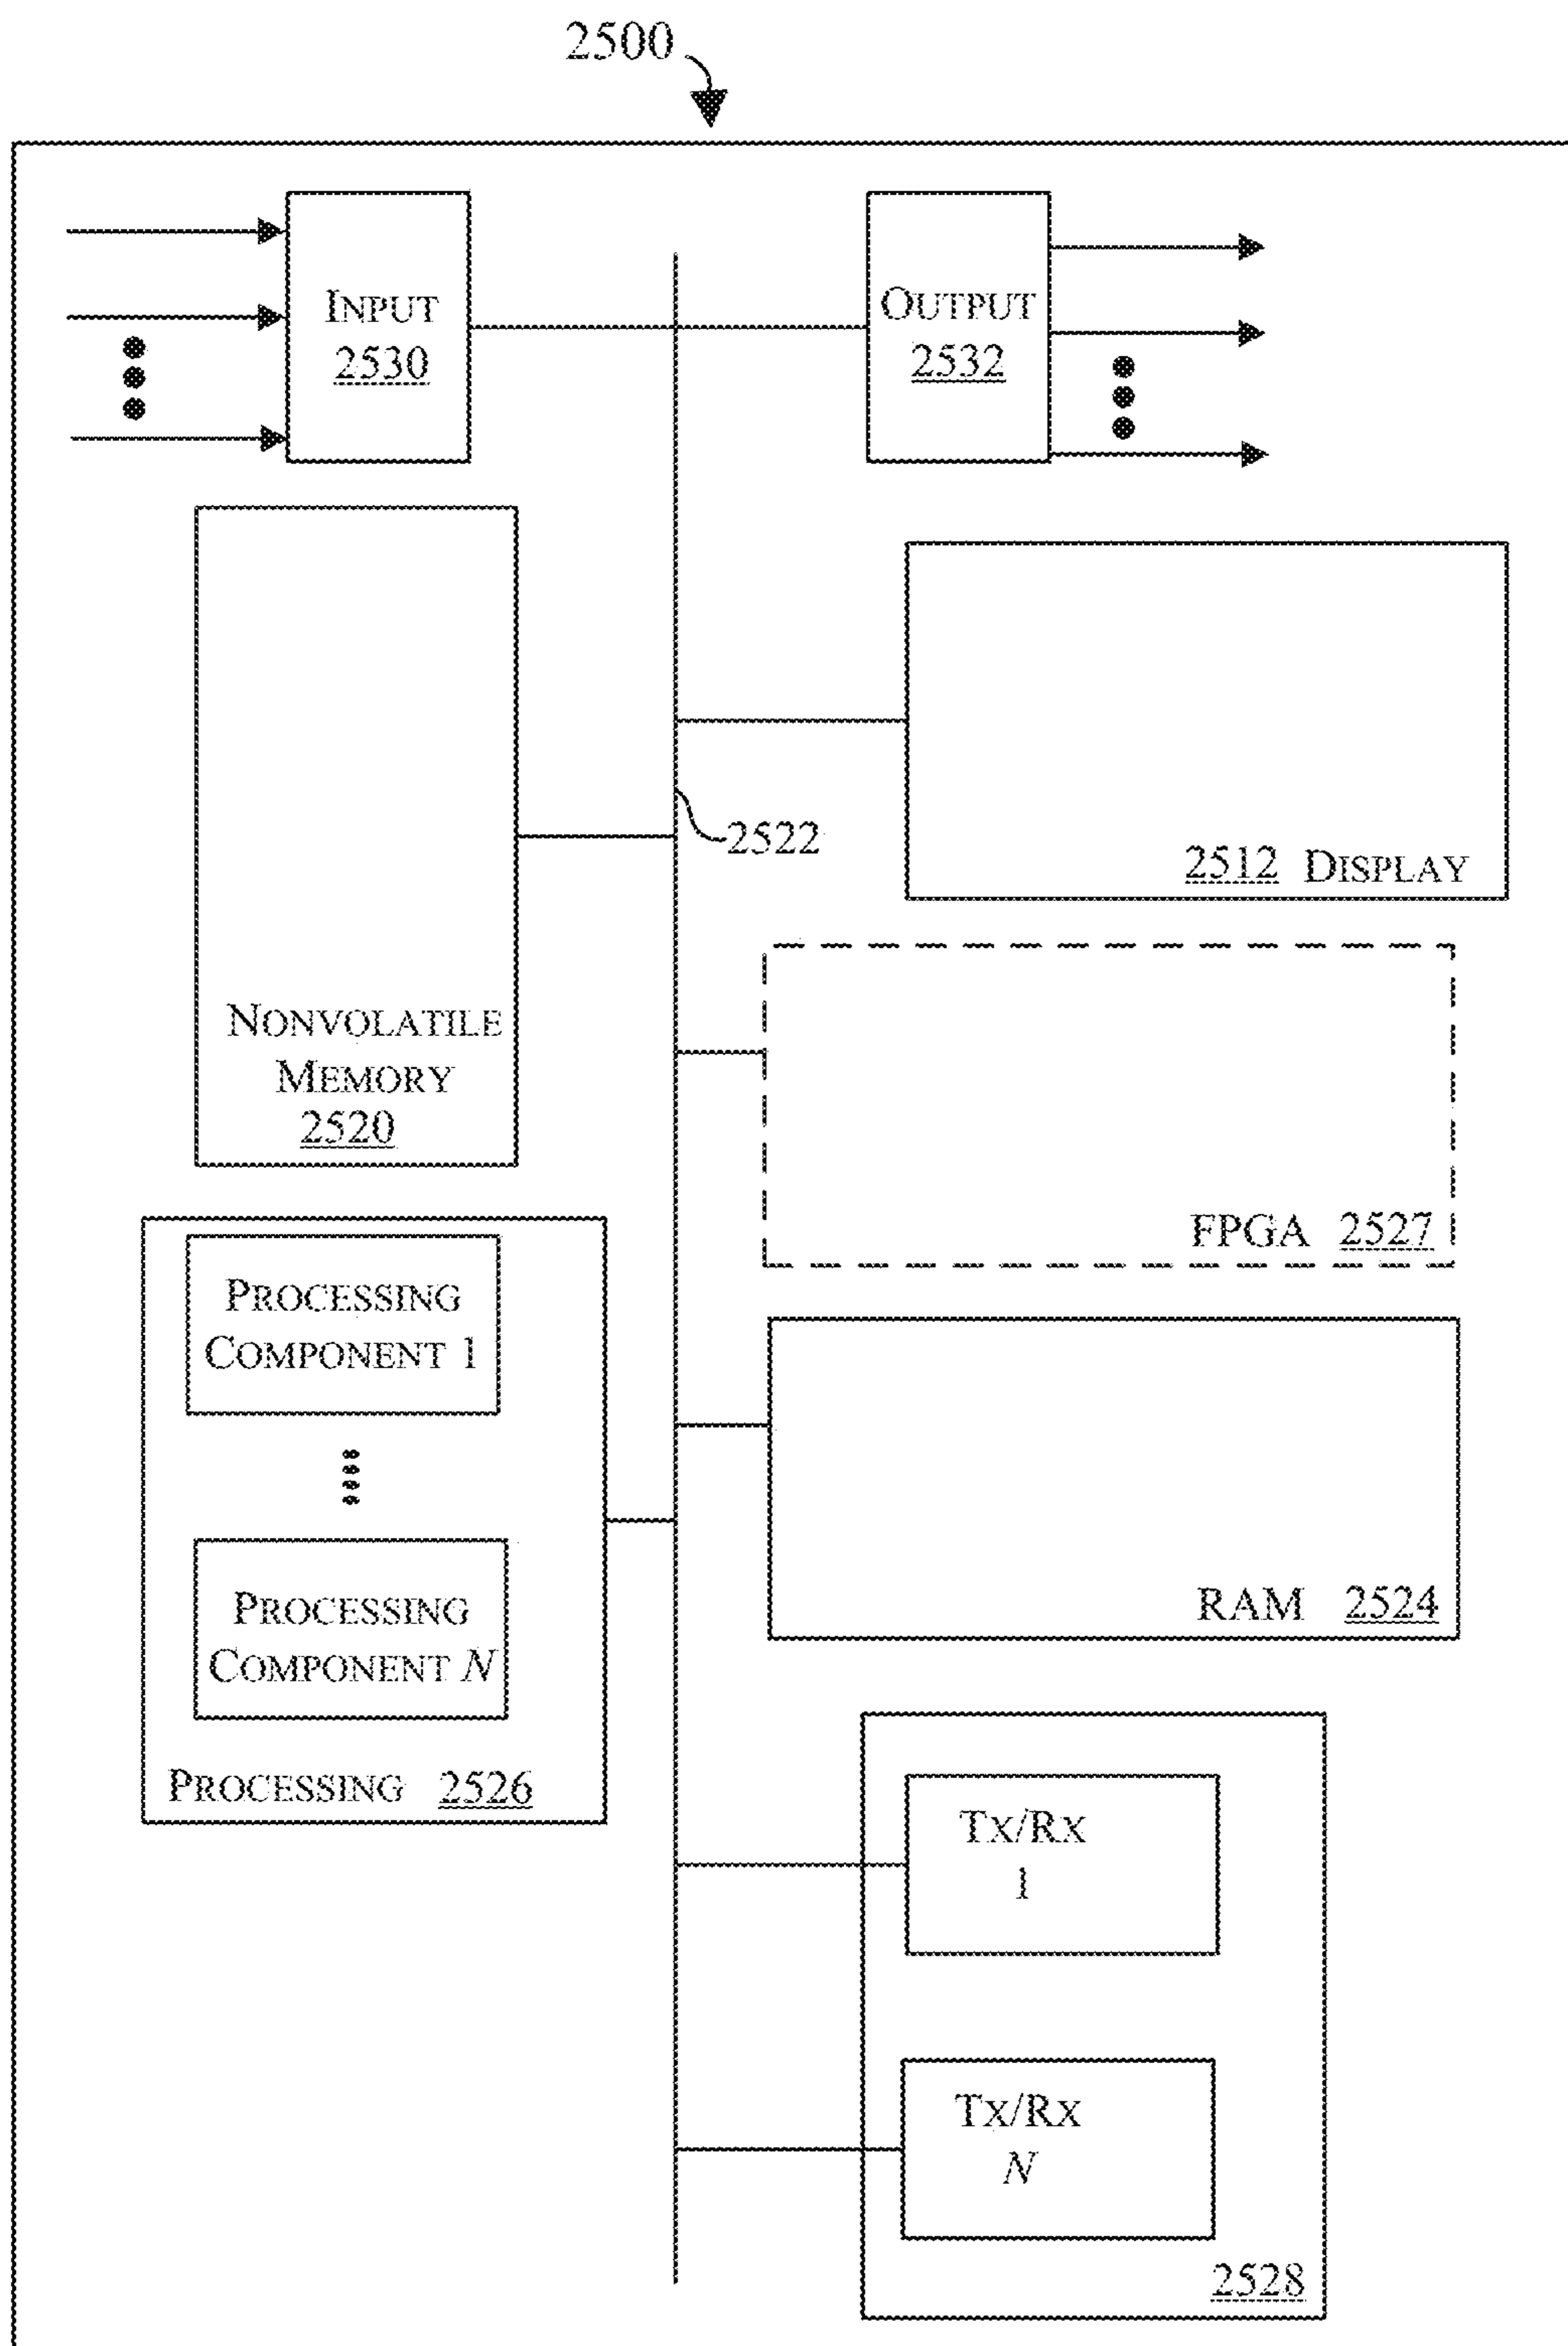 2500
INPUT
2530
OUTPUT
2532
2522
2512 DISPLAY
NONVOLATILE
MEMORY
2520
FPGA 2527
PROCESSING
COMPONENT 1
PROCESSING
COMPONENT N
PROCESSING 2526
RAM 2524
TX/RX
1
TX/RX
N
2528